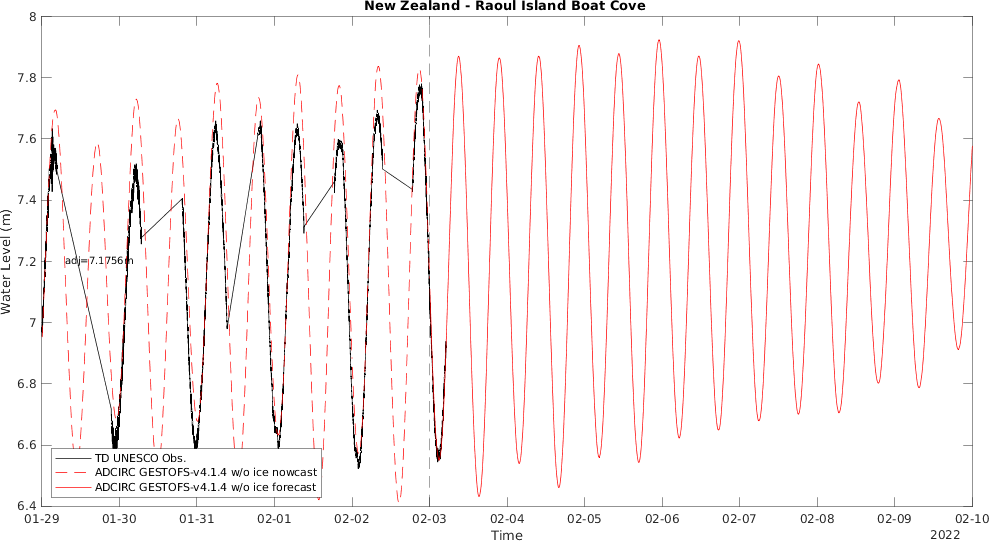 New Zealand - Raoul Island Boat Cove
8
7.8
7.6
7.4
7.2
7
6.8
6.6
6.4
Water Level (m)
adj=7.1756m
TD UNESCO Obs.
ADCIRC GESTOFS-v4.1.4 w/o ice nowcast
ADCIRC GESTOFS-v4.1.4 w/o ice forecast
01-29 01-30 01-31 02-01 02-02 02-03 02-04 02-05 02-06 02-07 02-08 02-09 02-10
Time
2022